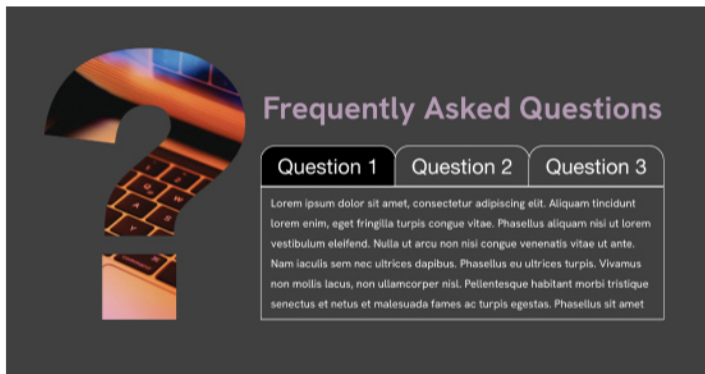 Frequently Asked Questions
Question 1 Question 2 Question 3
Lorem ipsum dolor sit amet, consectetur adipiscing elit. Aliquam tincidunt
lorem enim, eget fringilla turpis congue vitae. Phasellus aliquam nisi ut lorem
vestibulum eleifend. Nulla ut arcu non nisi congue venenatis vitae ut ante.
Nam iaculis sem nec ultrices dapibus. Phasellus eu ultrices turpis. Vivamus
non mollis lacus, non ullamcorper nisl. Pellentesque habitant morbi tristique
senectus et netus et malesuada fames ac turpis egestas. Phasellus sit amet